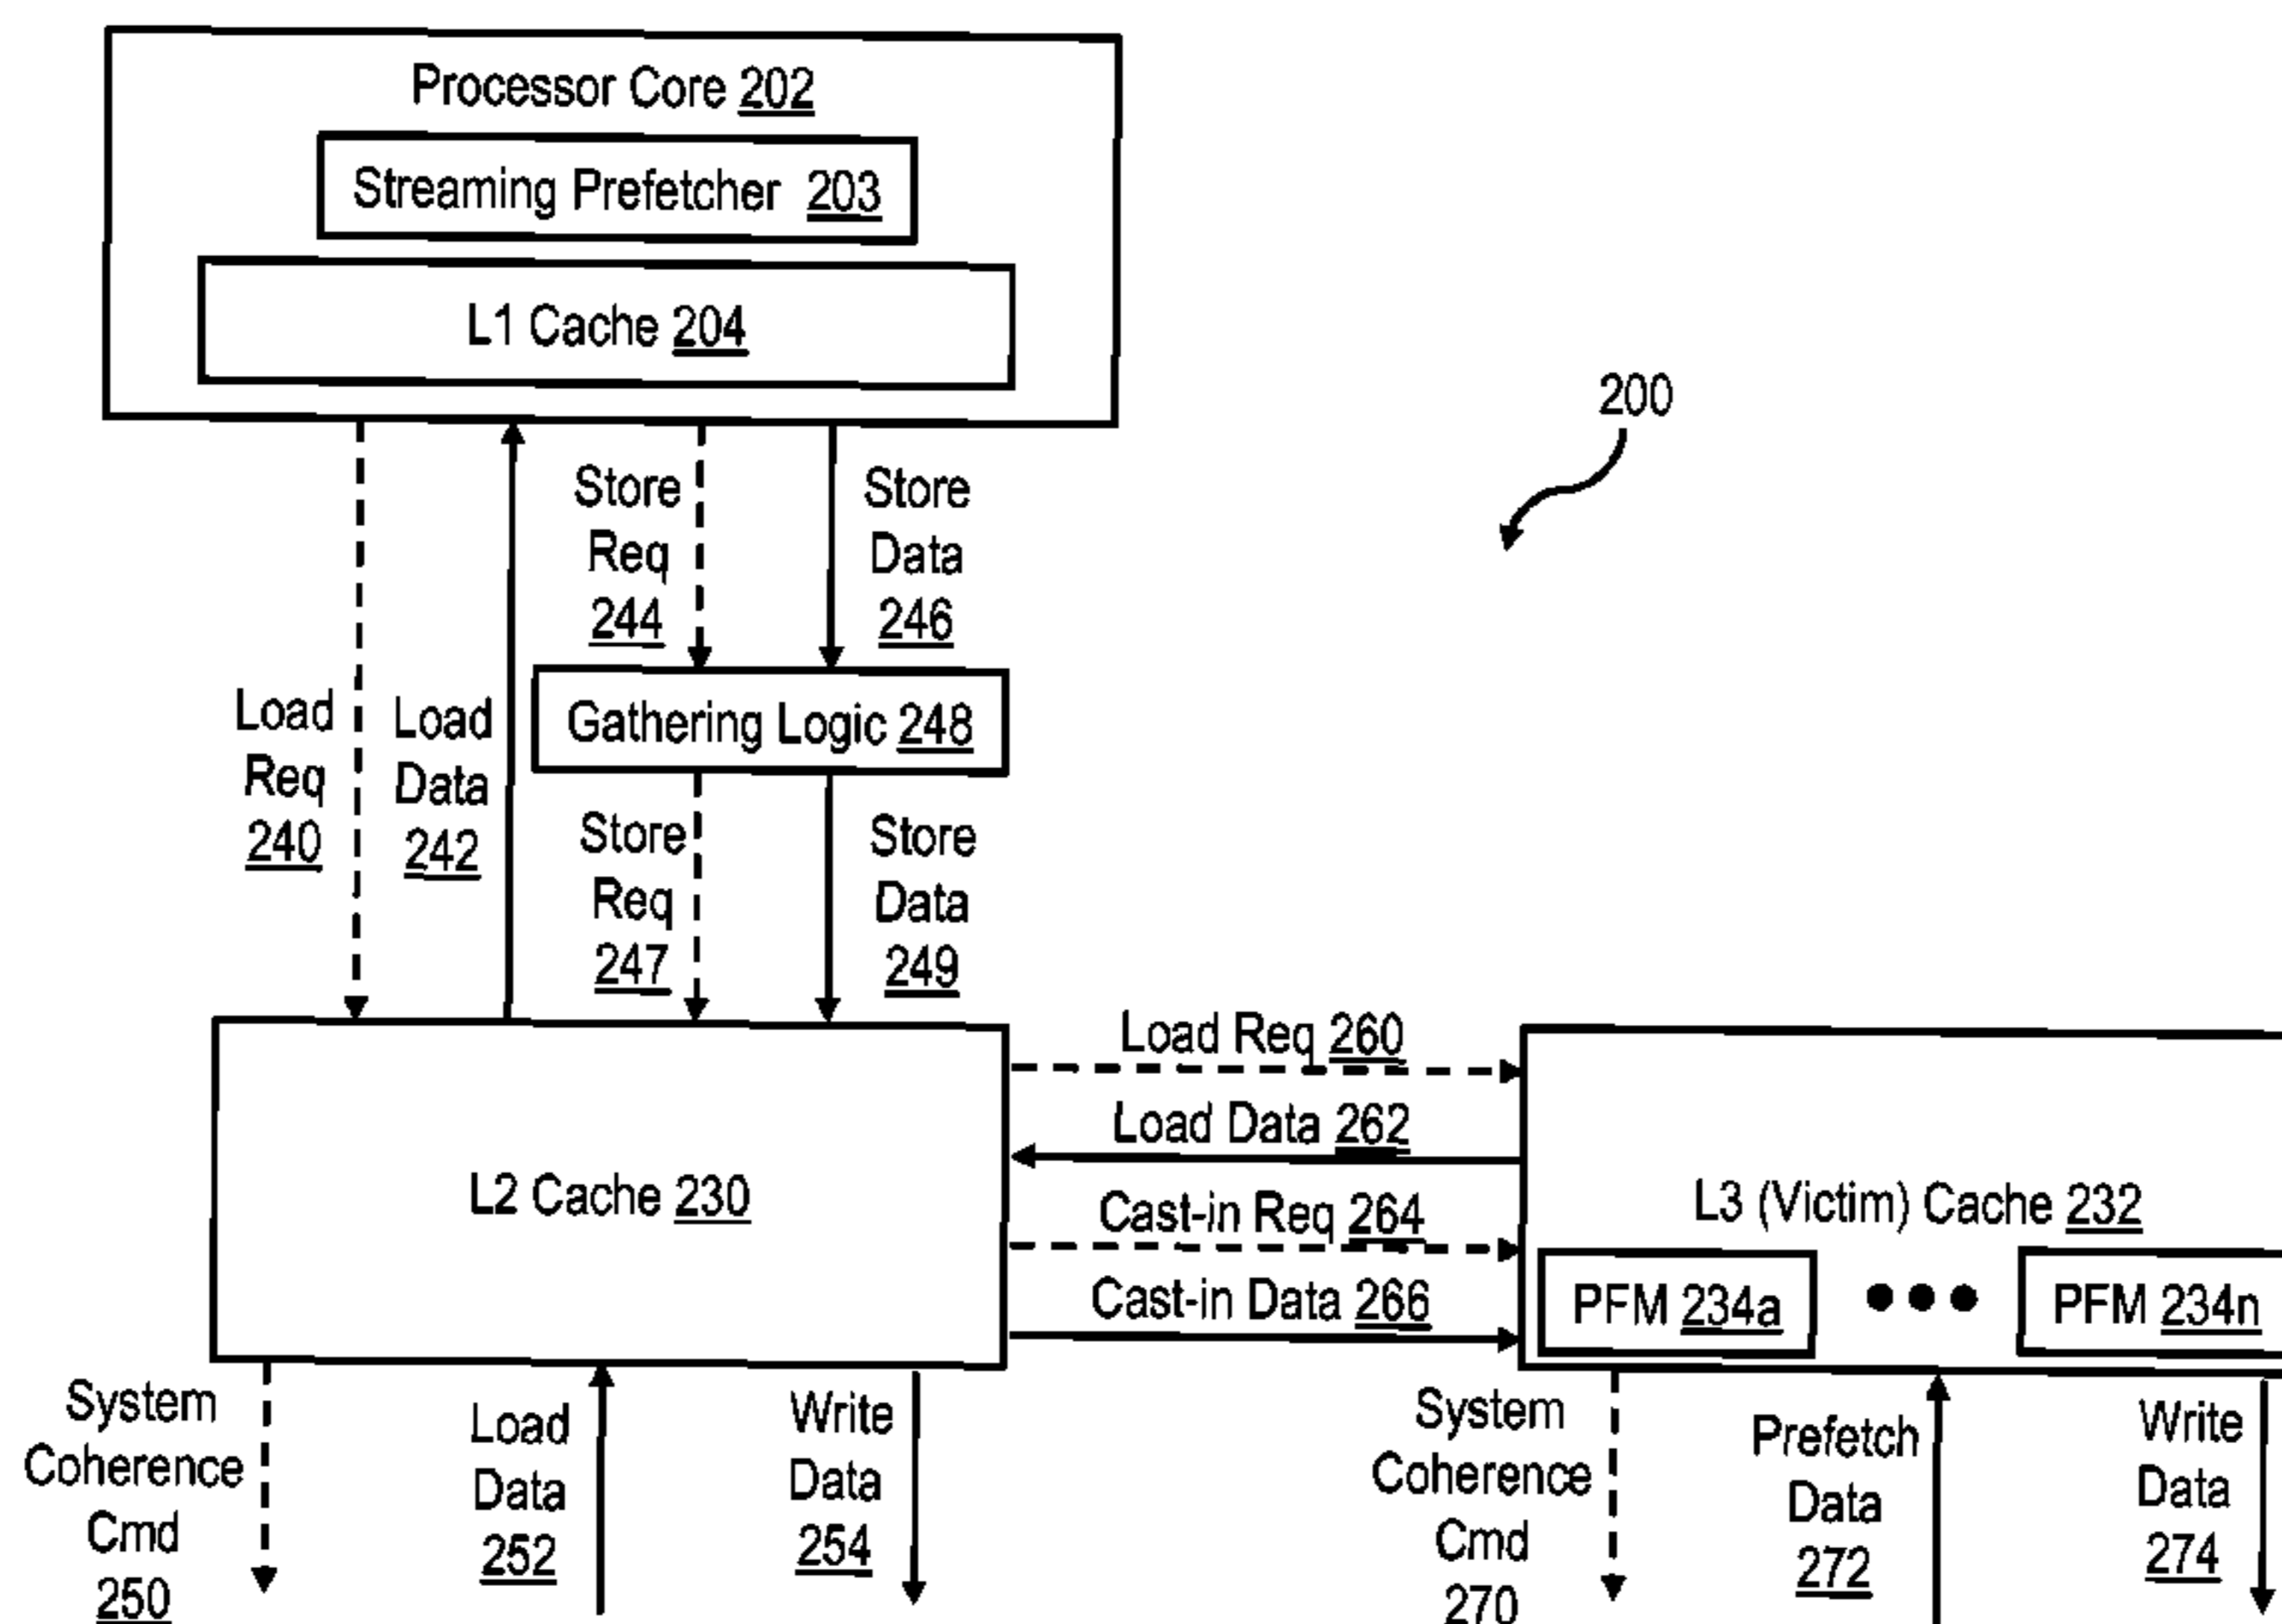 Processor Core 202
Streaming Prefetcher 203
L1 Cache 204
200
Store
Req
244
Store
Data
246
Load
Req
240
Load
Data
242
Gathering Logic 248
Store
Req
247
Store
Data
249
Load Req 260
Load Data 262
Cast-in Req 264
Cast-in Data 266
L2 Cache 230
L3 (Victim) Cache 232
PFM 234a
PFM 234n
System
Coherence
Cmd
250
Load
Data
252
Write
Data
254
System
Coherence
Cmd
270
Prefetch
Data
272
Write
Data
274